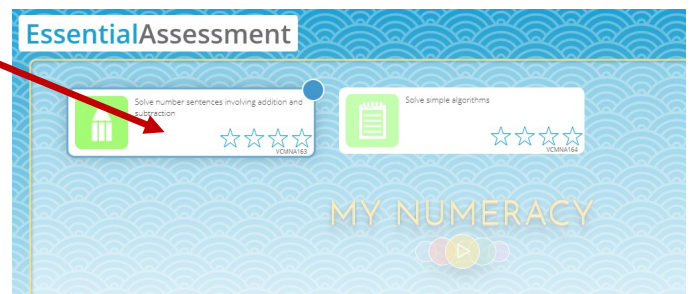 EssentialAssessment
Solve number sentences involving addition and
subtraction
VCMNA163
Solve simple algorithms
VCMNA164
MY NUMERACY